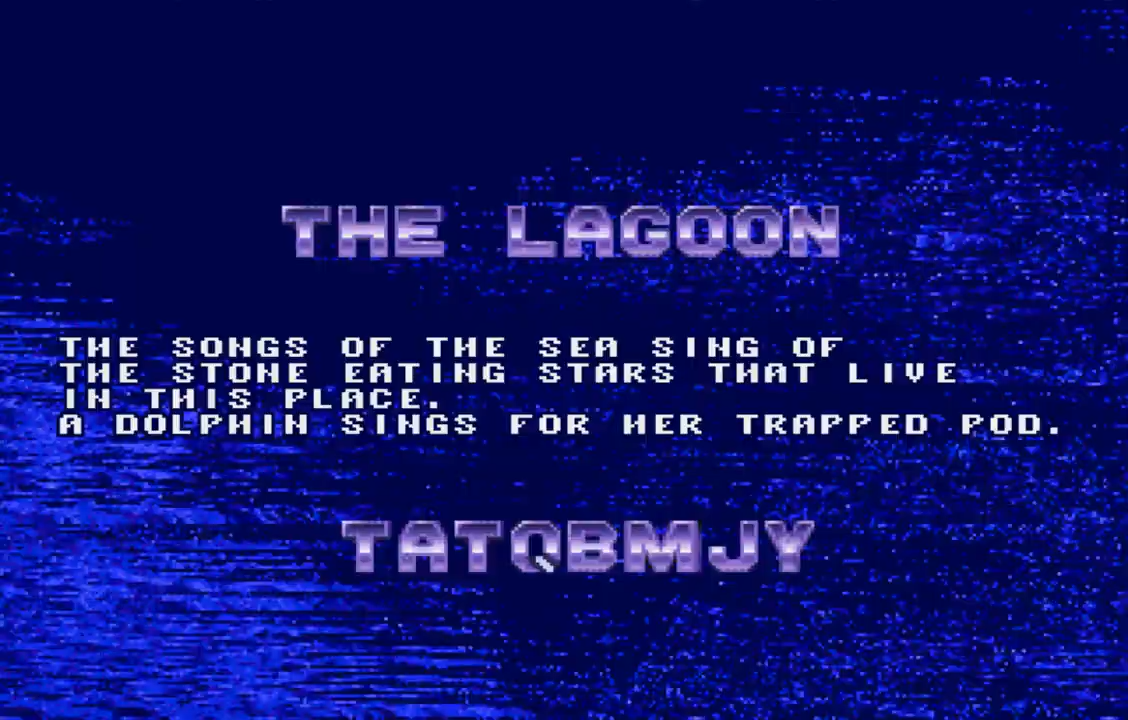 THE LAGOON
THE SONGS OF THE SEA SING OF
THE STONE EATING STARS THAT LIVE
IN THIS PLACE.
A DOLPHIN SINGS FOR HER TRAPPED POD.
TATQBMJY